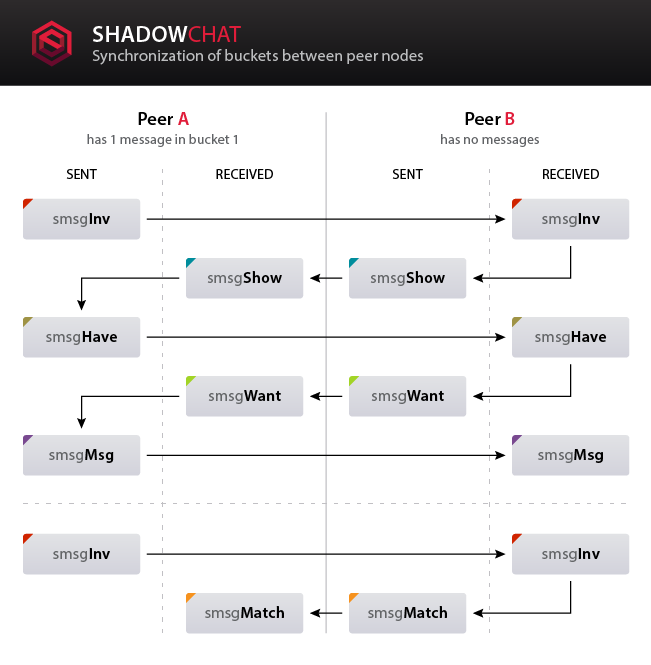 SHADOWCHAT
Synchronization of buckets between peer nodes
Peer A
has 1 message in bucket 1
Peer B
has no messages
SENT
RECEIVED
SENT
RECEIVED
smsgInv
smsgInv
smsgShow
smsgShow
smsgHave
smsgHave
smsgWant
smsgWant
smsgMsg
smsgMsg
smsgInv
smsgInv
smsgMatch
smsgMatch